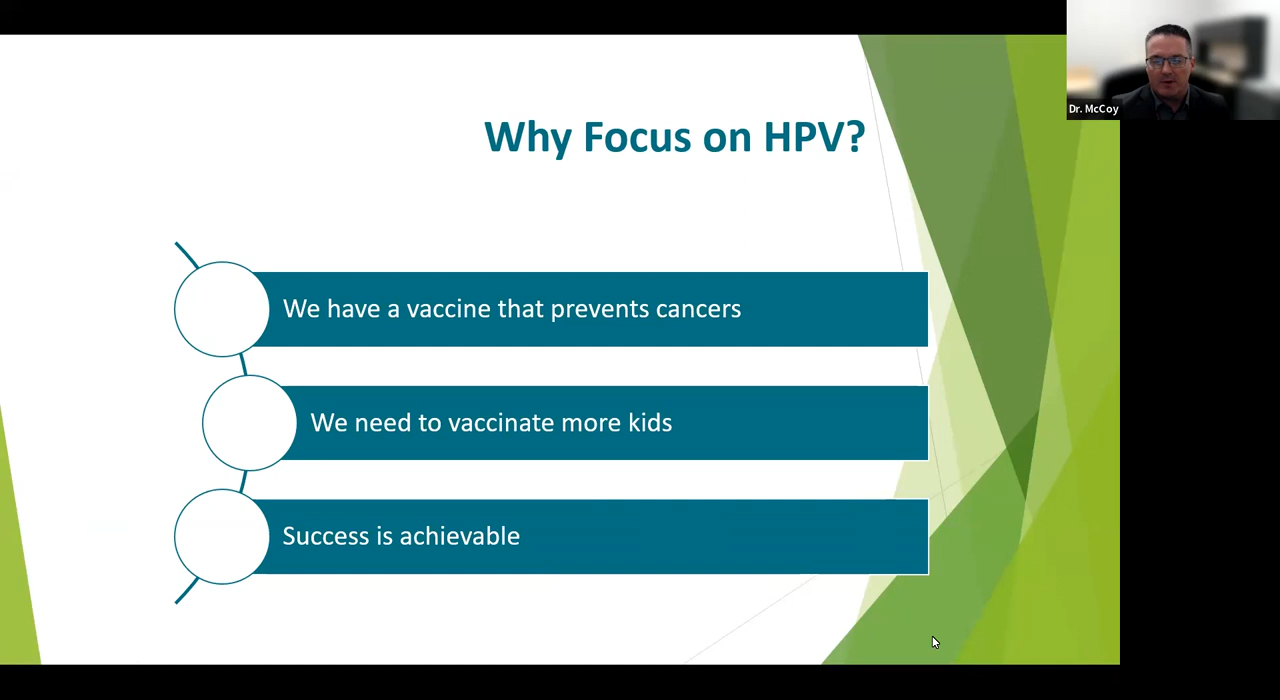 Why Focus on HPV?
We have a vaccine that prevents cancers
We need to vaccinate more kids
Success is achievable
Dr. McCoy